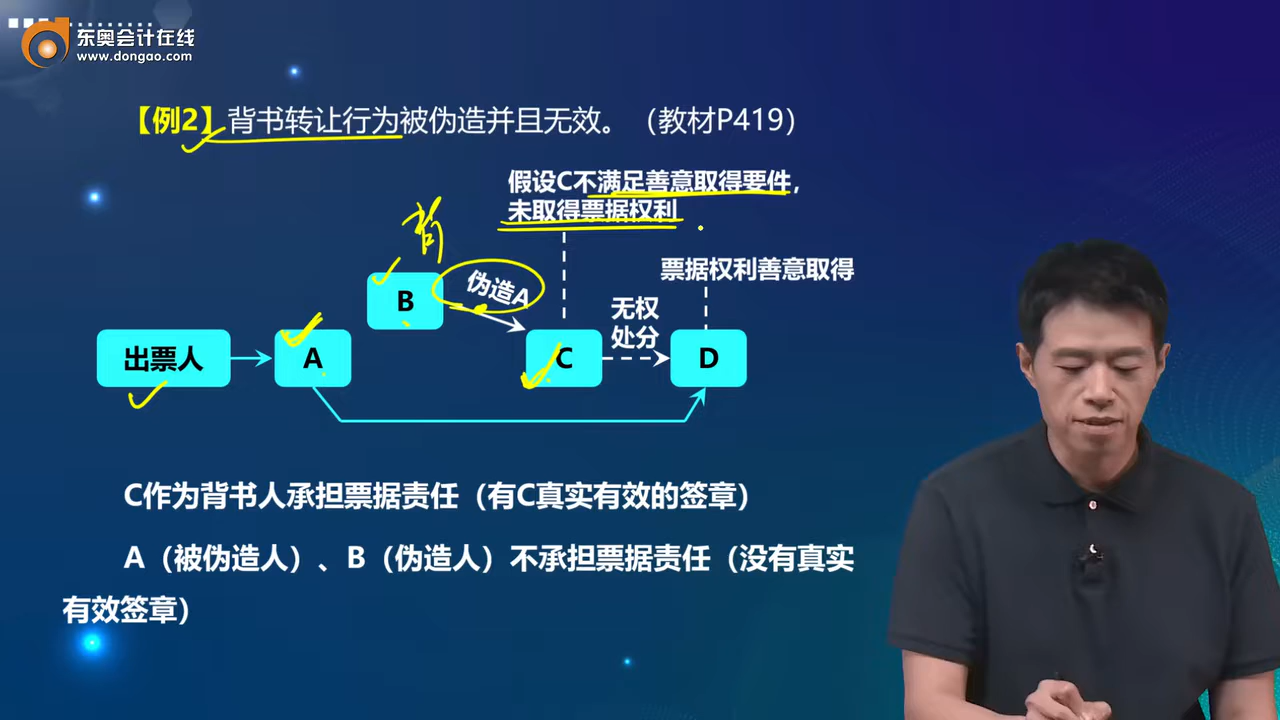 东奥会计在线
www.dongao.com
【例2】背书转让行为被伪造并且无效。（教材P419）
假设C不满足善意取得要件，
未取得票据权利
背
票据权利善意取得
B
伪造A
无权
处分
出票人
A
C
D
C作为背书人承担票据责任（有C真实有效的签章）
A（被伪造人）、B（伪造人）不承担票据责任（没有真实
有效签章）